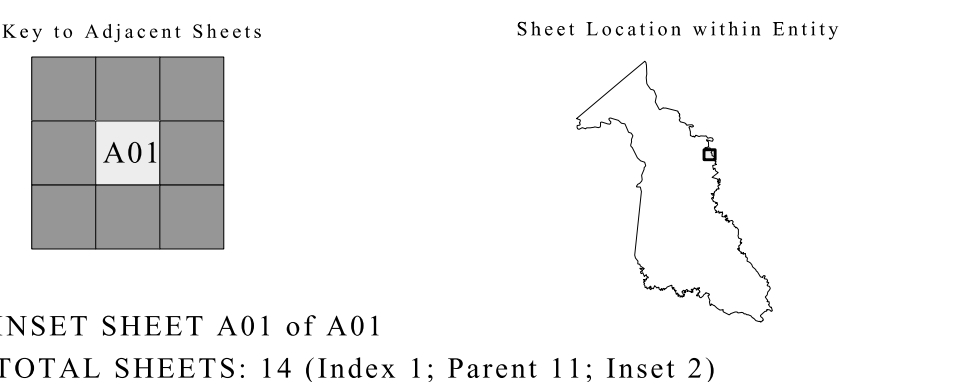 Key to Adjacent Sheets
Sheet Location within Entity
A01
INSET SHEET A01 of A01
TOTAL SHEETS: 14 (Index 1; Parent 11; Inset 2)